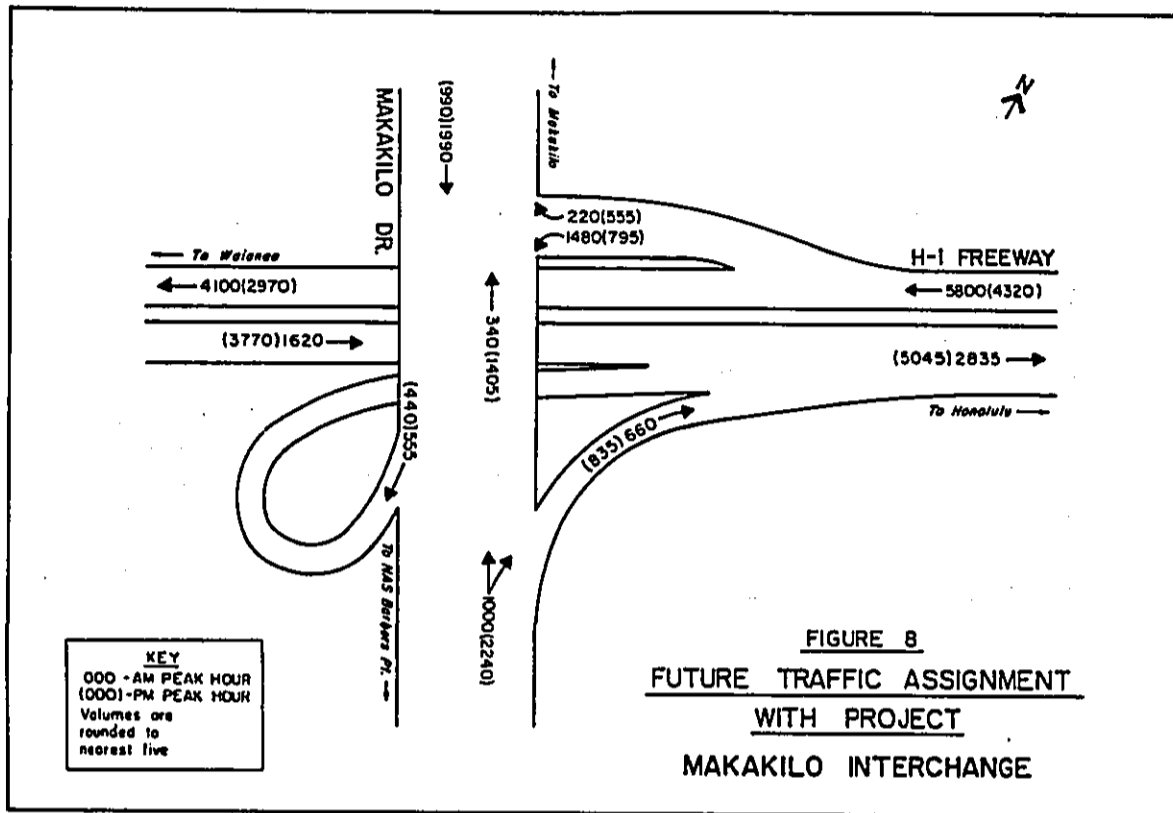 MAKAKILO DR.
(990)1990
← To Makakilo
N
220(555)
1480(795)
← To Waianae
4100(2970)
H-1 FREEWAY
5800(4320)
340(1405)
(3770)1620
(5045)2835
To Honolulu →
(440)555
(835)660
To NAS Barbers Pt. →
1000(2240)
KEY
000 - AM PEAK HOUR
(000) - PM PEAK HOUR
Volumes are
rounded to
nearest five
FIGURE 8
FUTURE TRAFFIC ASSIGNMENT
WITH PROJECT
MAKAKILO INTERCHANGE